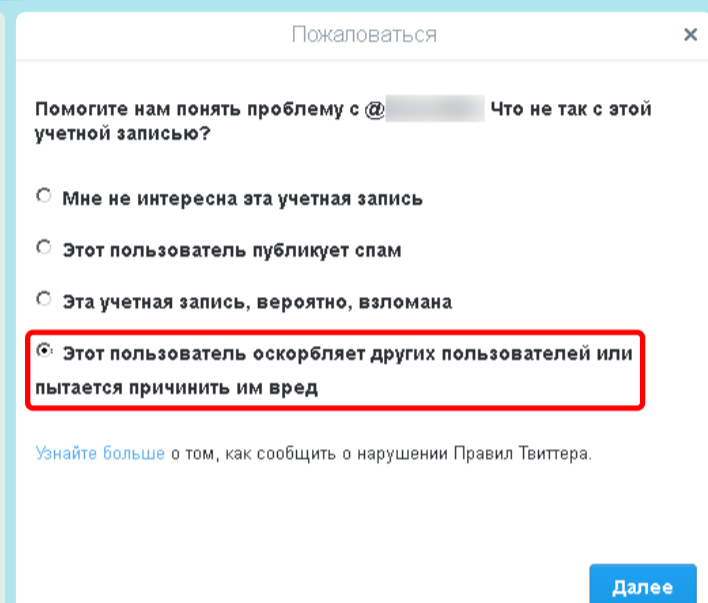 Пожаловаться
Помогите нам понять проблему с @ Что не так с этой
учетной записью?
Мне не интересна эта учетная запись
Этот пользователь публикует спам
Эта учетная запись, вероятно, взломана
Этот пользователь оскорбляет других пользователей или
пытается причинить им вред
Узнайте больше о том, как сообщить о нарушении Правил Твиттера.
Далее